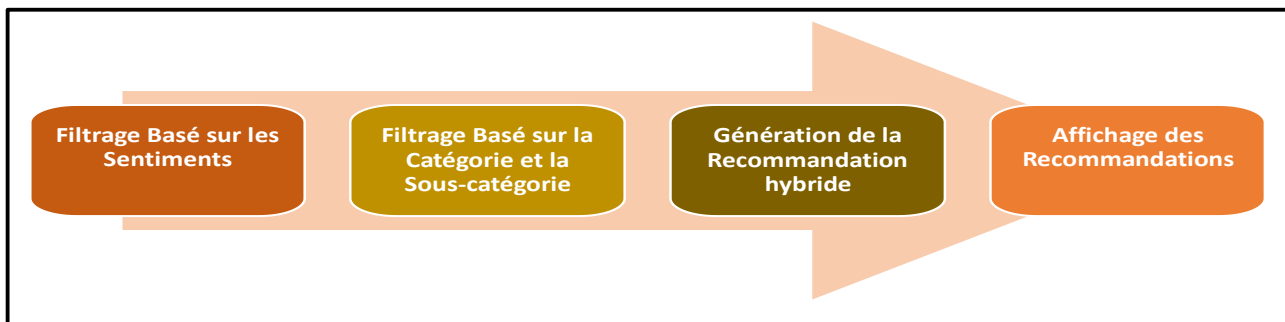 Filtrage Basé sur les
Sentiments
Filtrage Basé sur la
Catégorie et la
Sous-catégorie
Génération de la
Recommandation
hybride
Affichage des
Recommandations